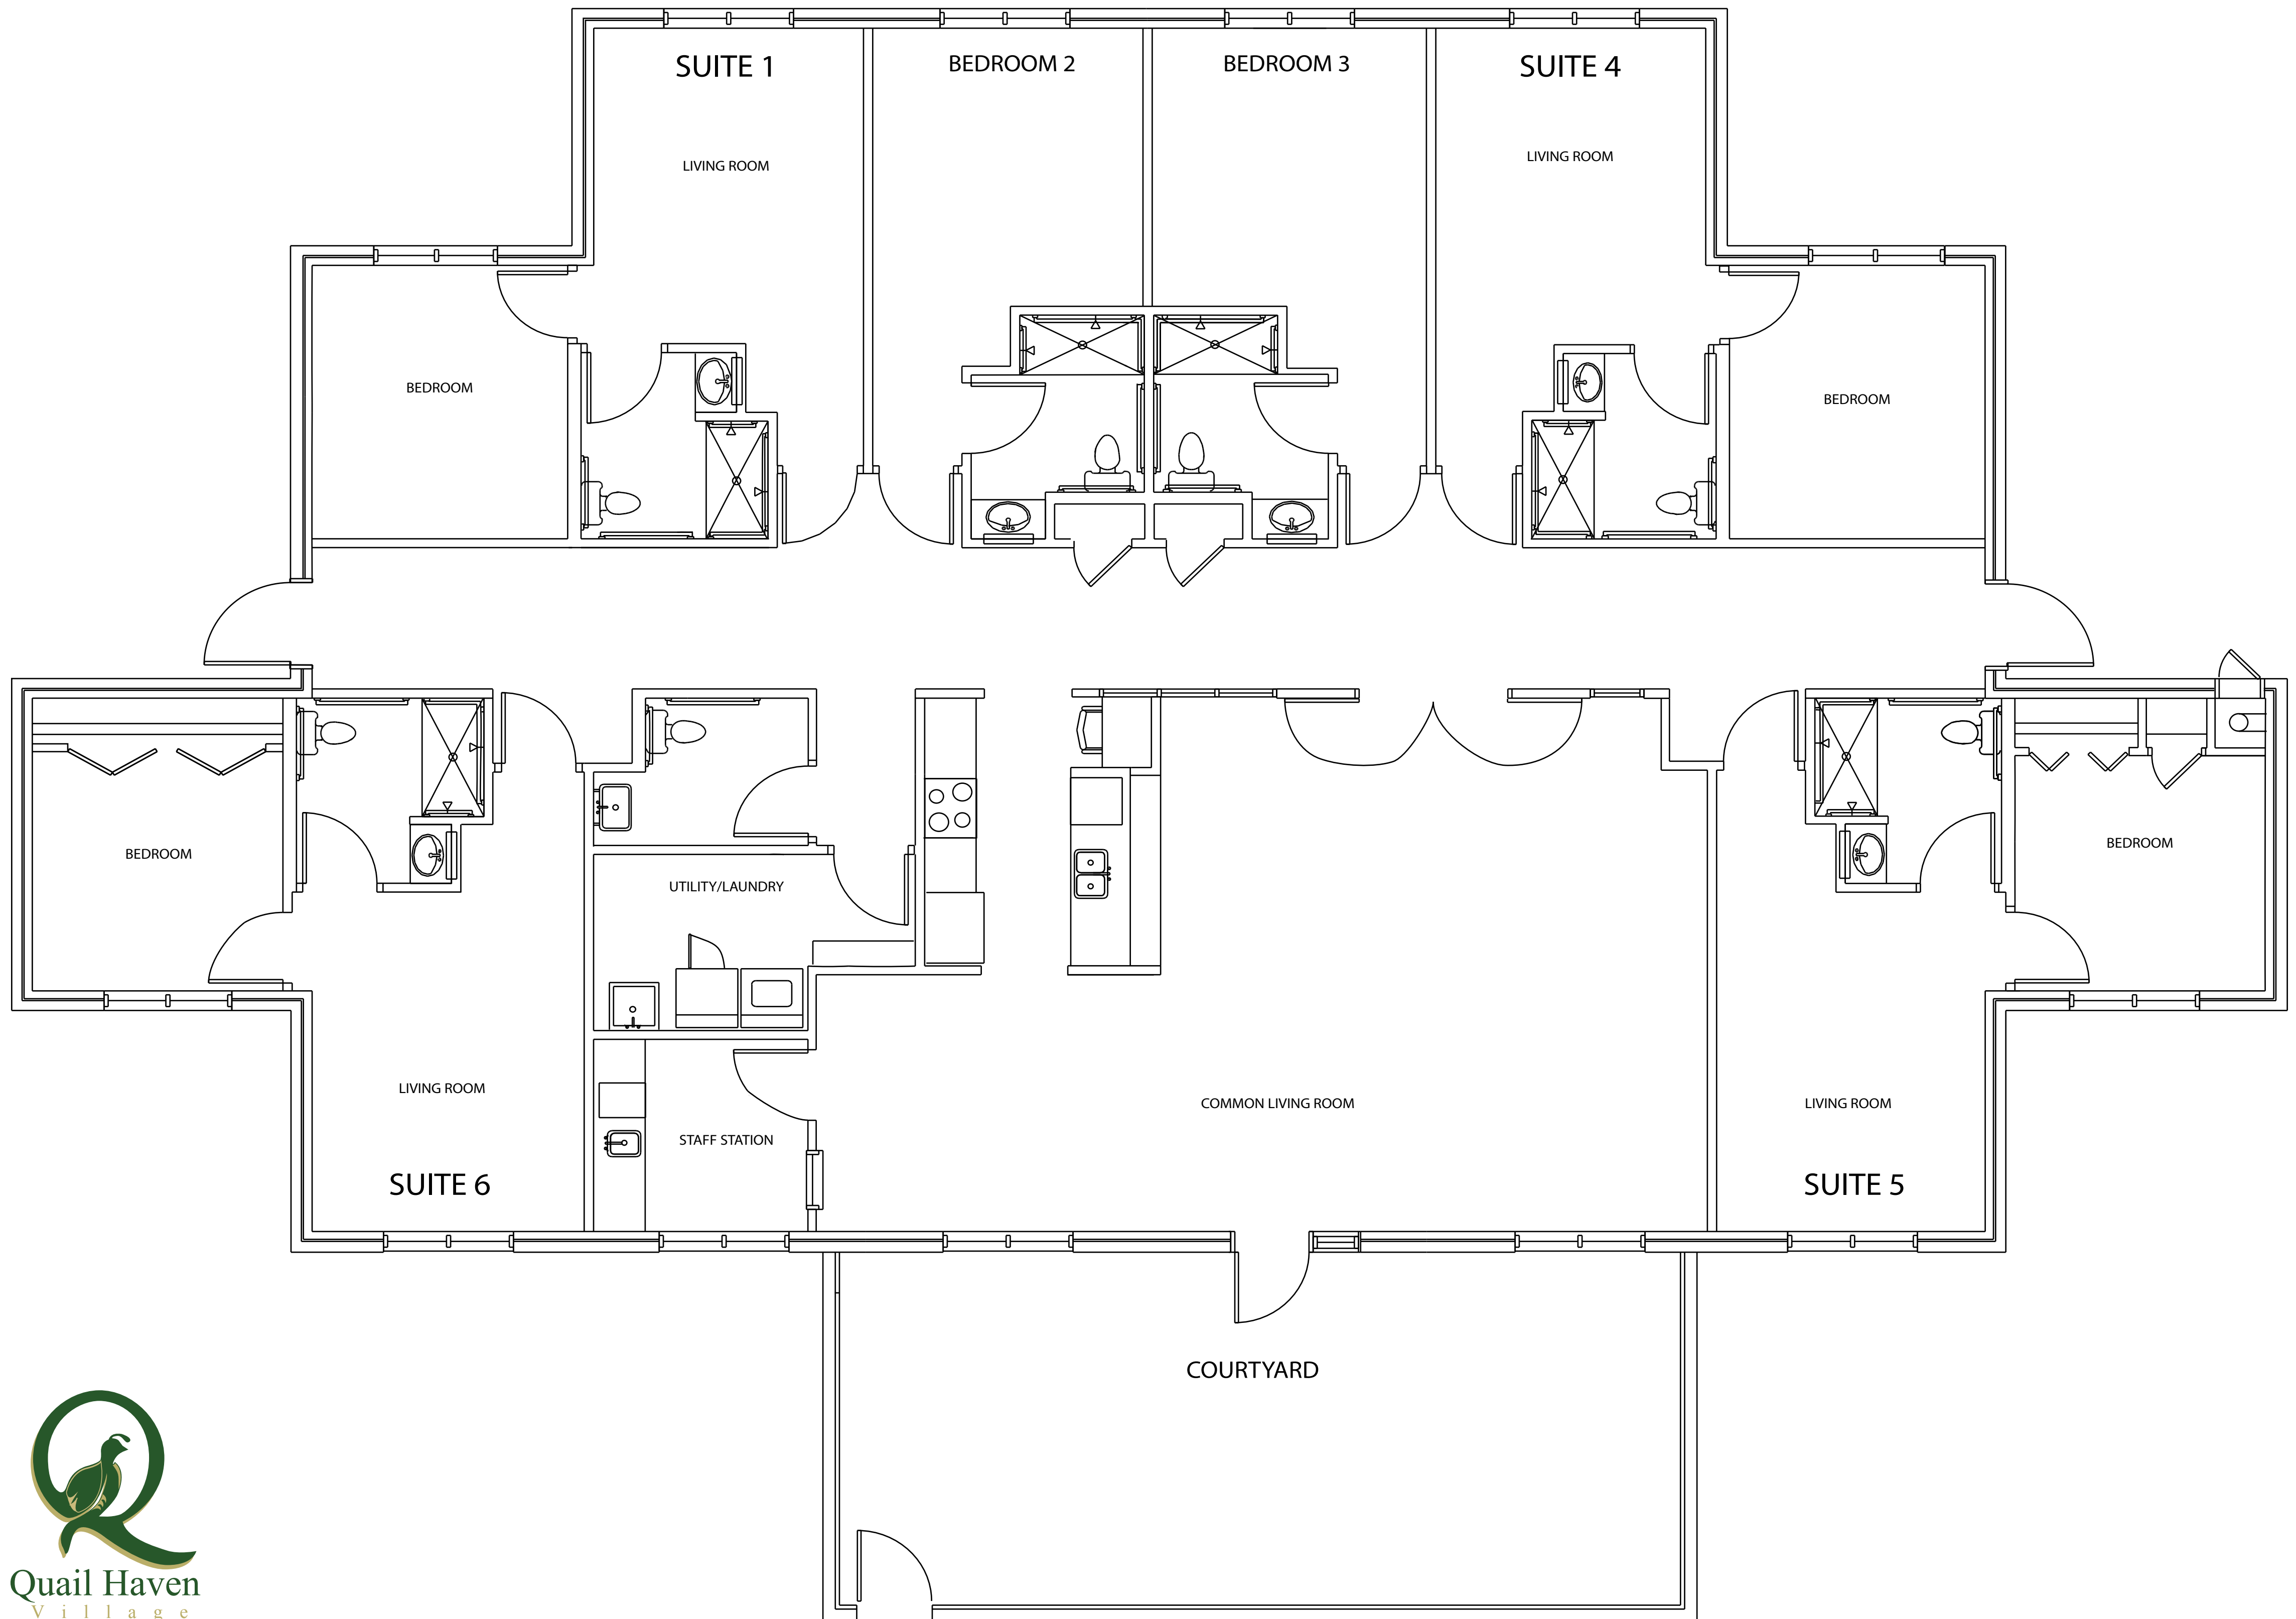 SUITE 1
BEDROOM 2
BEDROOM 3
SUITE 4
LIVING ROOM
LIVING ROOM
BEDROOM
BEDROOM
BEDROOM
UTILITY/LAUNDRY
BEDROOM
LIVING ROOM
STAFF STATION
COMMON LIVING ROOM
LIVING ROOM
SUITE 6
SUITE 5
COURTYARD
Quail Haven
Village